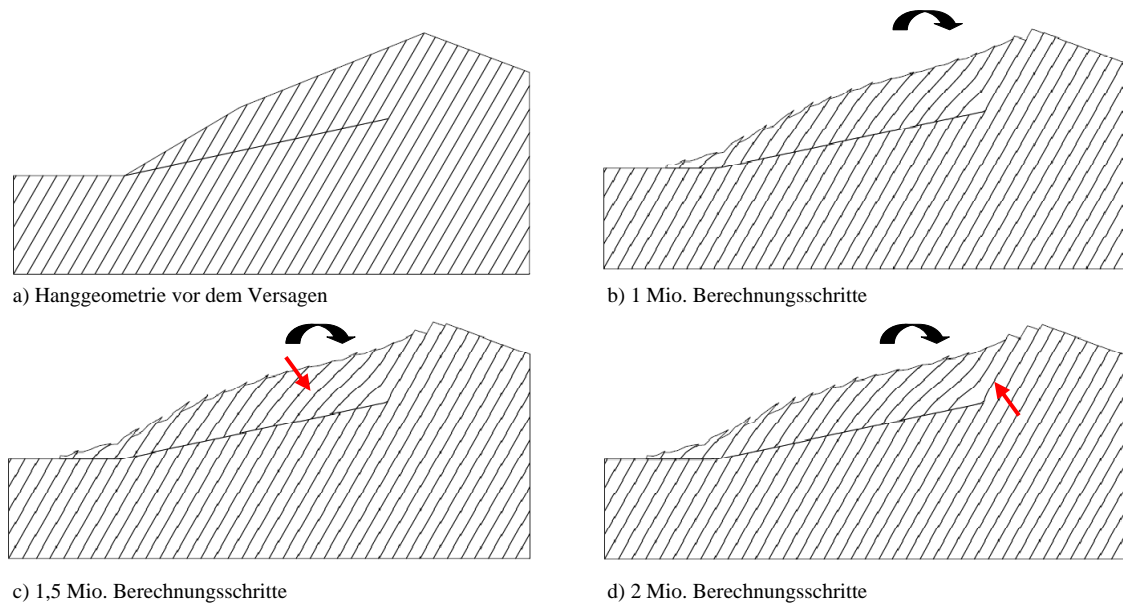 a) Hanggeometrie vor dem Versagen
b) 1 Mio. Berechnungsschritte
c) 1,5 Mio. Berechnungsschritte
d) 2 Mio. Berechnungsschritte